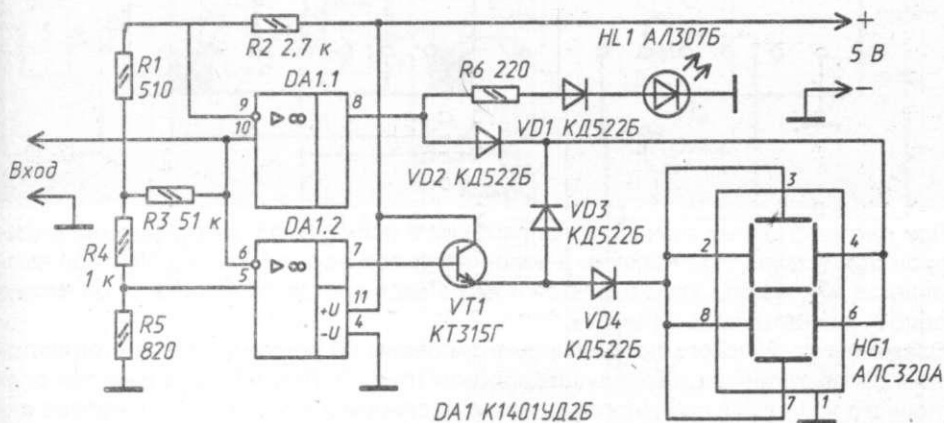 R2 2,7 к
R1
510
HL1 АЛ307Б
+
5 В
−
R6 220
DA1.1
9
10
8
▷ ∞
VD1 КД522Б
VD2 КД522Б
Вход
R3 51 к
R4
1 к
R5
820
DA1.2
6
5
7
▷ ∞
+U
11
-U
4
VT1
КТ315Г
VD3
КД522Б
VD4
КД522Б
3
2
4
8
6
7
1
HG1
АЛС320А
DA1 К1401УД2Б